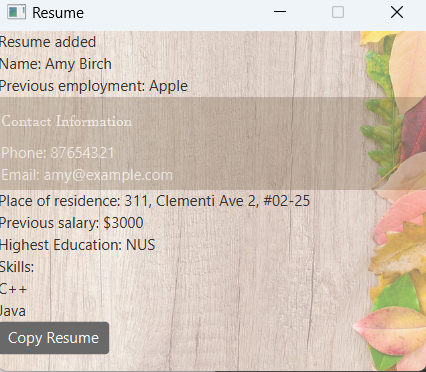 Resume
Resume added
Name: Amy Birch
Previous employment: Apple
Contact Information
Phone: 87654321
Email: amy@example.com
Place of residence: 311, Clementi Ave 2, #02-25
Previous salary: $3000
Highest Education: NUS
Skills:
C++
Java
Copy Resume